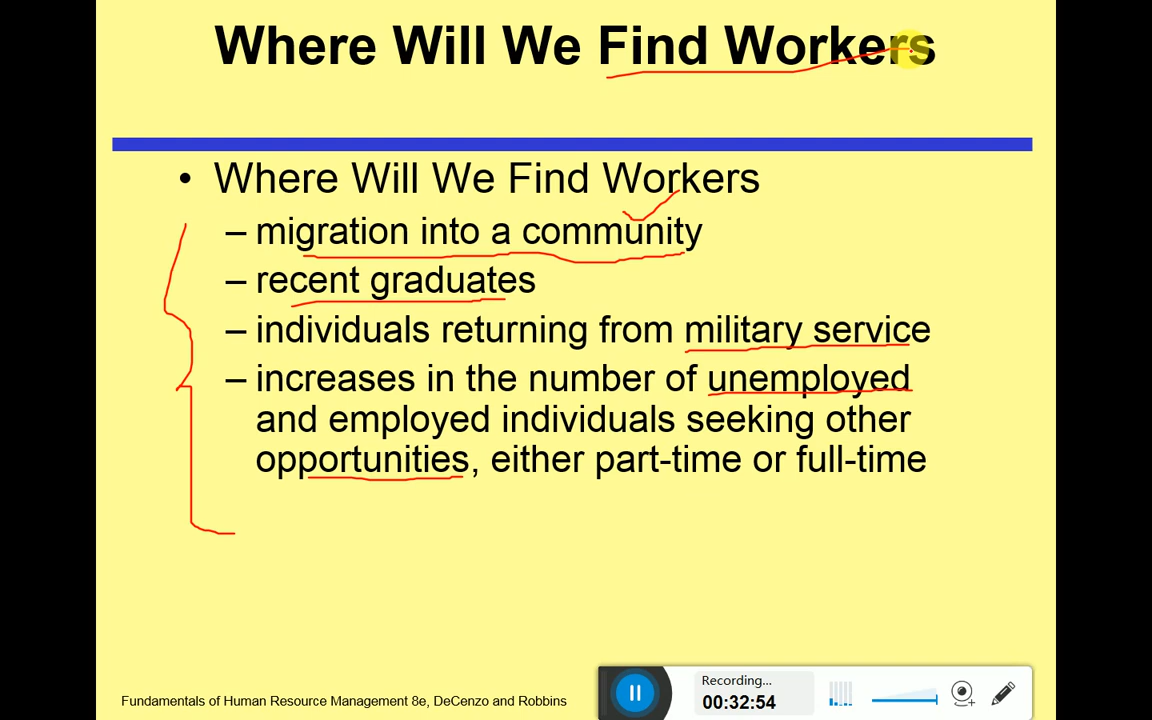 Where Will We Find Workers
• Where Will We Find Workers
– migration into a community
– recent graduates
– individuals returning from military service
– increases in the number of unemployed
and employed individuals seeking other
opportunities, either part-time or full-time
Fundamentals of Human Resource Management 8e, DeCenzo and Robbins
Recording...
00:32:54